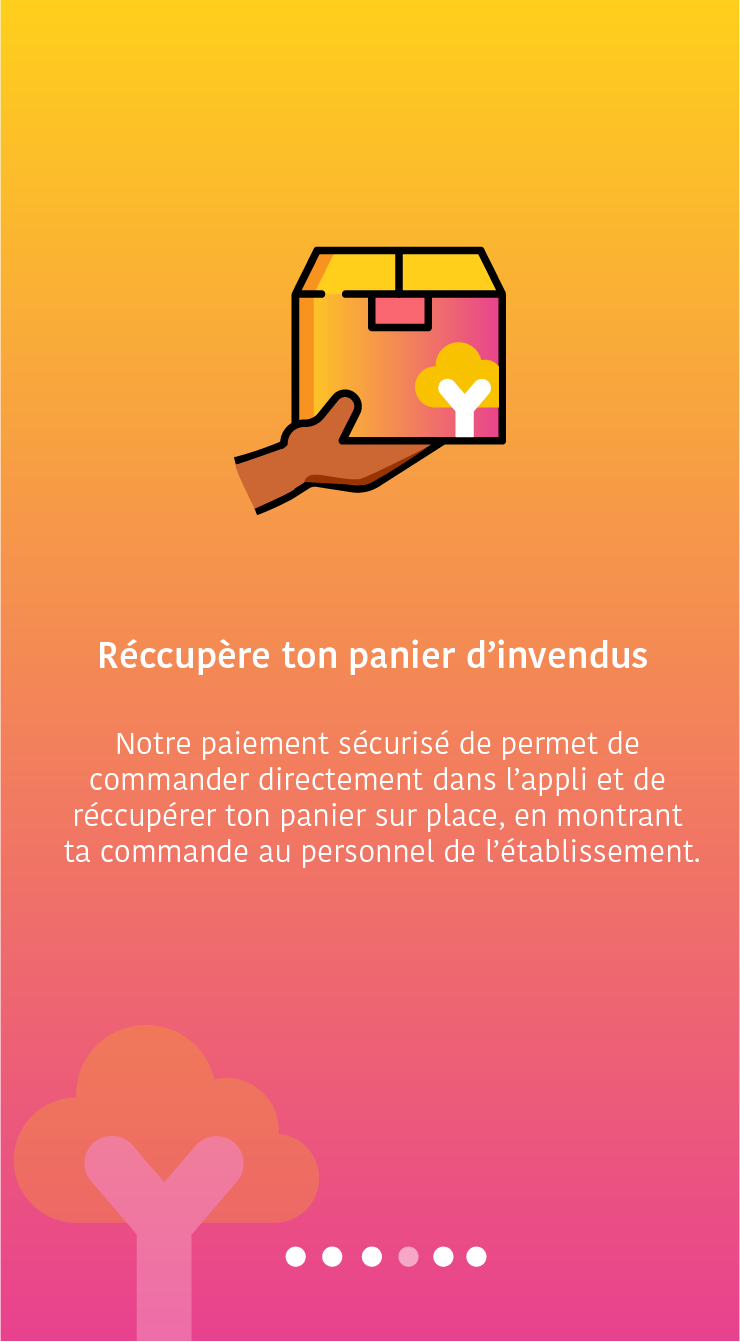 Réccupère ton panier d’invendus
Notre paiement sécurisé de permet de
commander directement dans l’appli et de
réccupérer ton panier sur place, en montrant
ta commande au personnel de l’établissement.